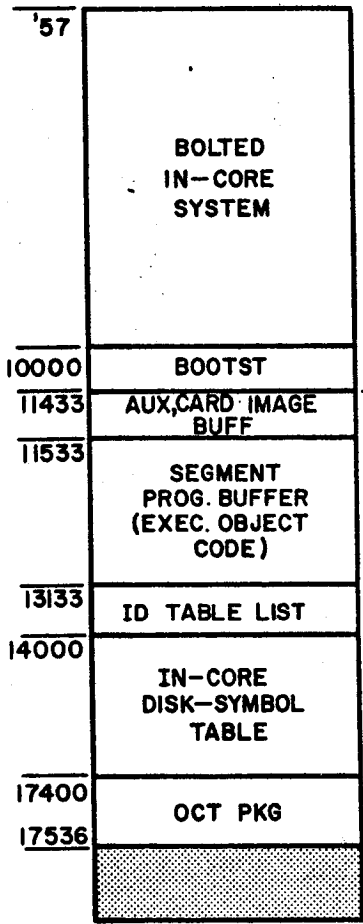 '57
BOLTED
IN-CORE
SYSTEM
10000
BOOTST
11433
AUX,CARD IMAGE
BUFF
11533
SEGMENT
PROG. BUFFER
(EXEC. OBJECT
CODE)
13133
ID TABLE LIST
14000
IN-CORE
DISK-SYMBOL
TABLE
17400
OCT PKG
17536